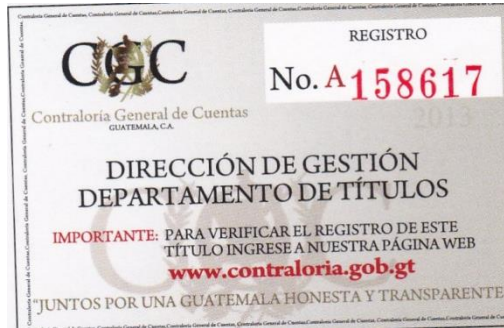 CGC
Contraloría General de Cuentas
GUATEMALA, C.A.
REGISTRO
No. A158617
2013
DIRECCIÓN DE GESTIÓN
DEPARTAMENTO DE TÍTULOS
IMPORTANTE: PARA VERIFICAR EL REGISTRO DE ESTE
TÍTULO INGRESE A NUESTRA PÁGINA WEB
www.contraloria.gob.gt
"JUNTOS POR UNA GUATEMALA HONESTA Y TRANSPARENTE